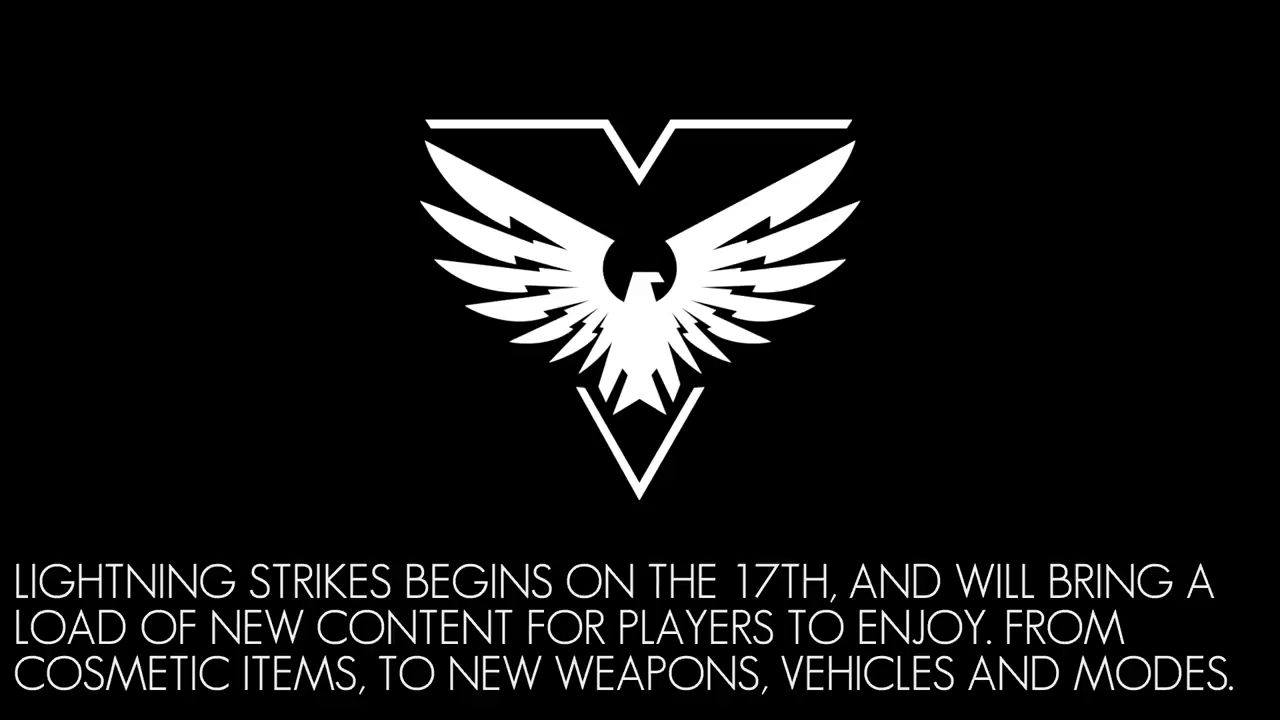 LIGHTNING STRIKES BEGINS ON THE 17TH, AND WILL BRING A
LOAD OF NEW CONTENT FOR PLAYERS TO ENJOY. FROM
COSMETIC ITEMS, TO NEW WEAPONS, VEHICLES AND MODES.